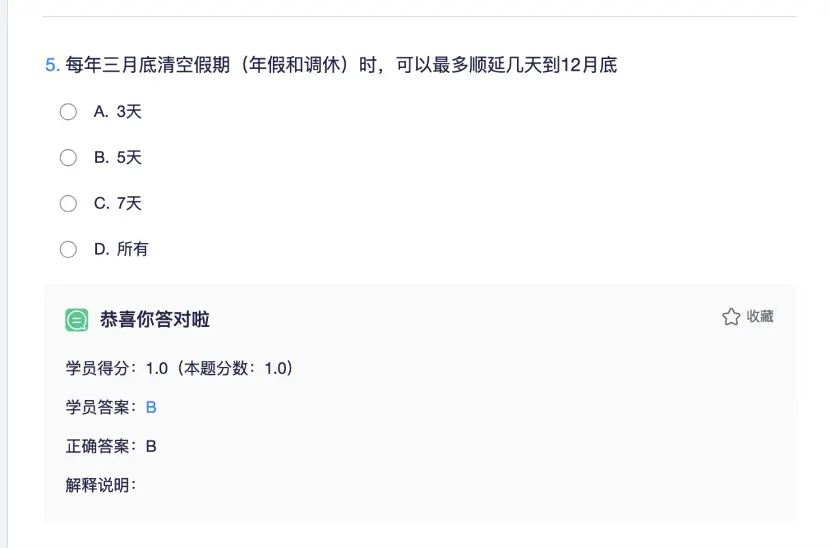 5. 每年三月底清空假期（年假和调休）时，可以最多顺延几天到12月底
A. 3天
B. 5天
C. 7天
D. 所有
恭喜你答对啦
收藏
学员得分：1.0（本题分数：1.0）
学员答案：B
正确答案：B
解释说明：